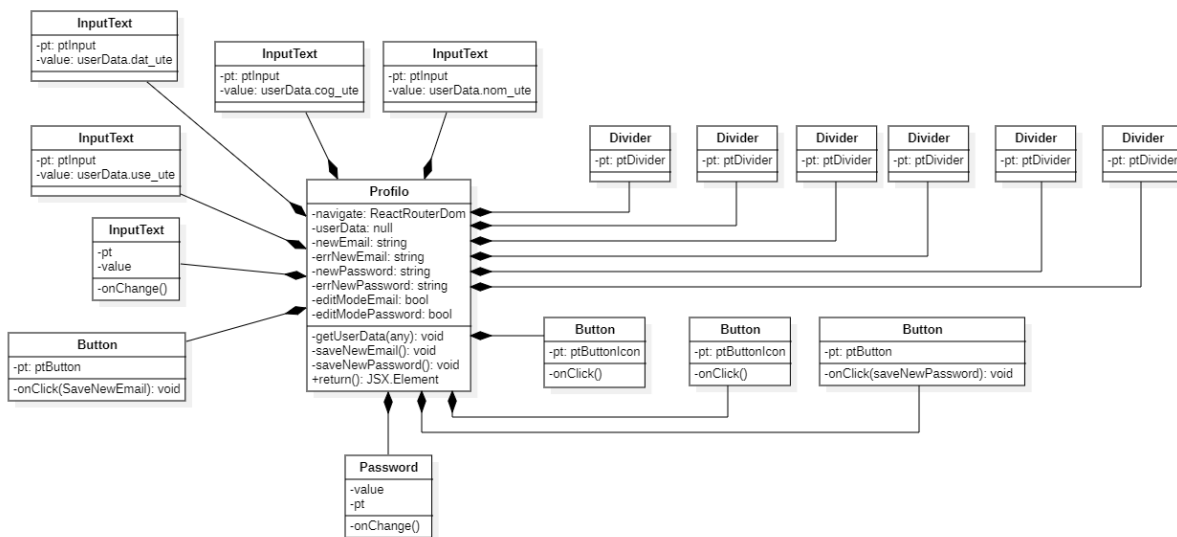 InputText
-pt: ptInput
-value: userData.dat_ute
InputText
-pt: ptInput
-value: userData.cog_ute
InputText
-pt: ptInput
-value: userData.nom_ute
InputText
-pt: ptInput
-value: userData.use_ute
InputText
-pt
-value
-onChange()
Button
-pt: ptButton
-onClick(SaveNewEmail): void
Profilo
-navigate: ReactRouterDom
-userData: null
-newEmail: string
-errNewEmail: string
-newPassword: string
-errNewPassword: string
-editModeEmail: bool
-editModePassword: bool
-getUserData(any): void
-saveNewEmail(): void
-saveNewPassword(): void
+return(): JSX.Element
Divider
-pt: ptDivider
Divider
-pt: ptDivider
Divider
-pt: ptDivider
Divider
-pt: ptDivider
Divider
-pt: ptDivider
Divider
-pt: ptDivider
Button
-pt: ptButtonIcon
-onClick()
Button
-pt: ptButtonIcon
-onClick()
Button
-pt: ptButton
-onClick(saveNewPassword): void
Password
-value
-pt
-onChange()